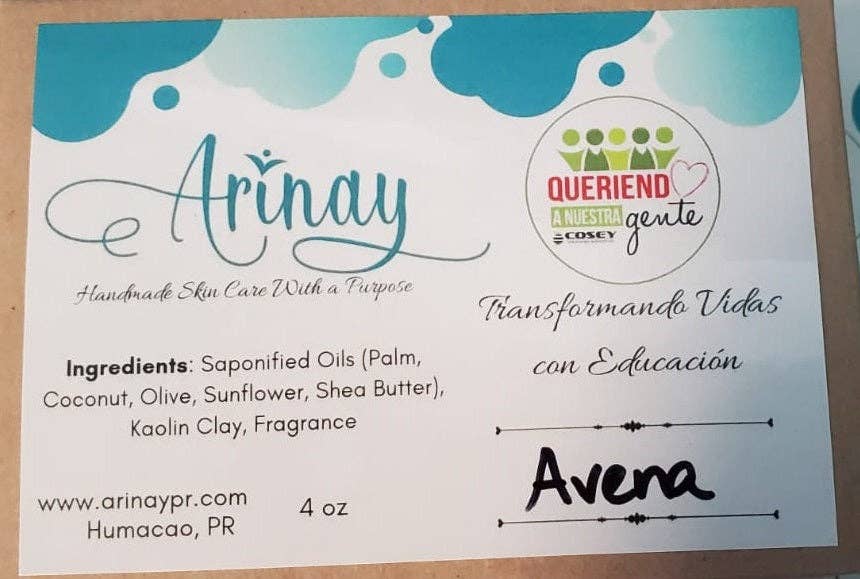 Arinay
Handmade Skin Care With a Purpose
Ingredients: Saponified Oils (Palm,
Coconut, Olive, Sunflower, Shea Butter),
Kaolin Clay, Fragrance
www.arinaypr.com
Humacao, PR
4 oz
QUERIENDO
A NUESTRA
gente
COSEY
Transformando Vidas
con Educación
Avena